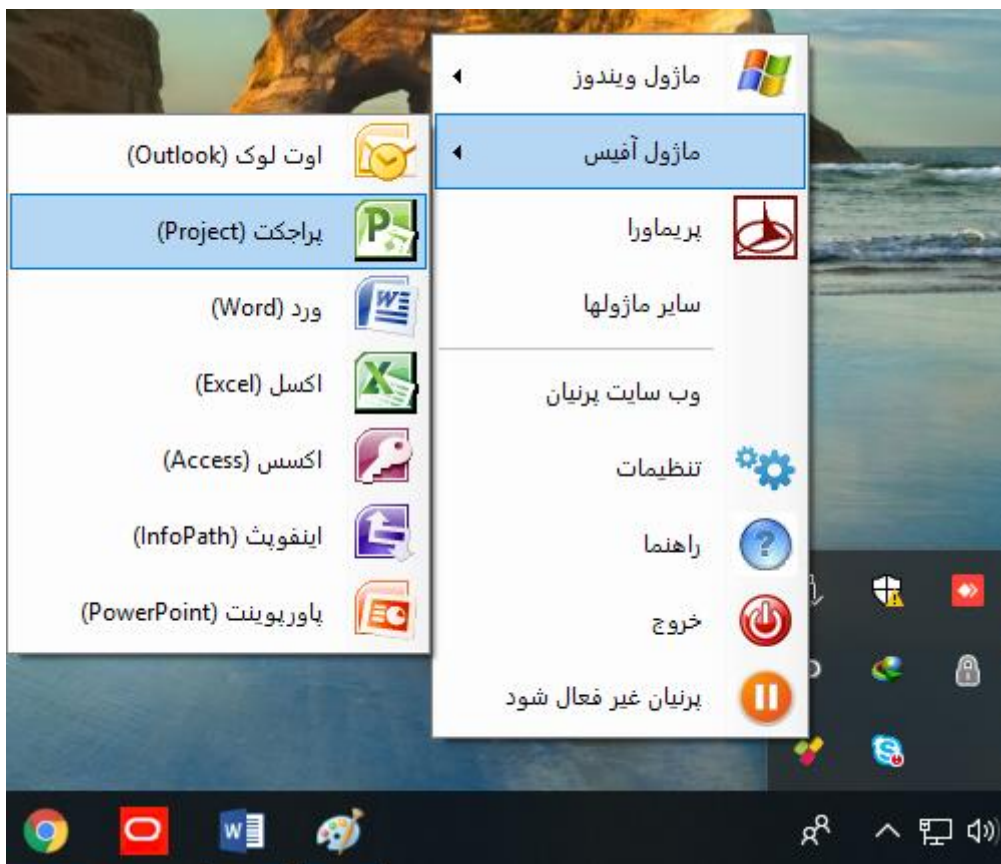 ماژول ویندوز
ماژول آفیس
پریماورا
سایر ماژولها
وب سایت پرنیان
تنظیمات
راهنما
خروج
پرنیان غیر فعال شود
اوت لوک (Outlook)
پراجکت (Project)
ورد (Word)
اکسل (Excel)
اکسس (Access)
اینفوپث (InfoPath)
پاورپوینت (PowerPoint)